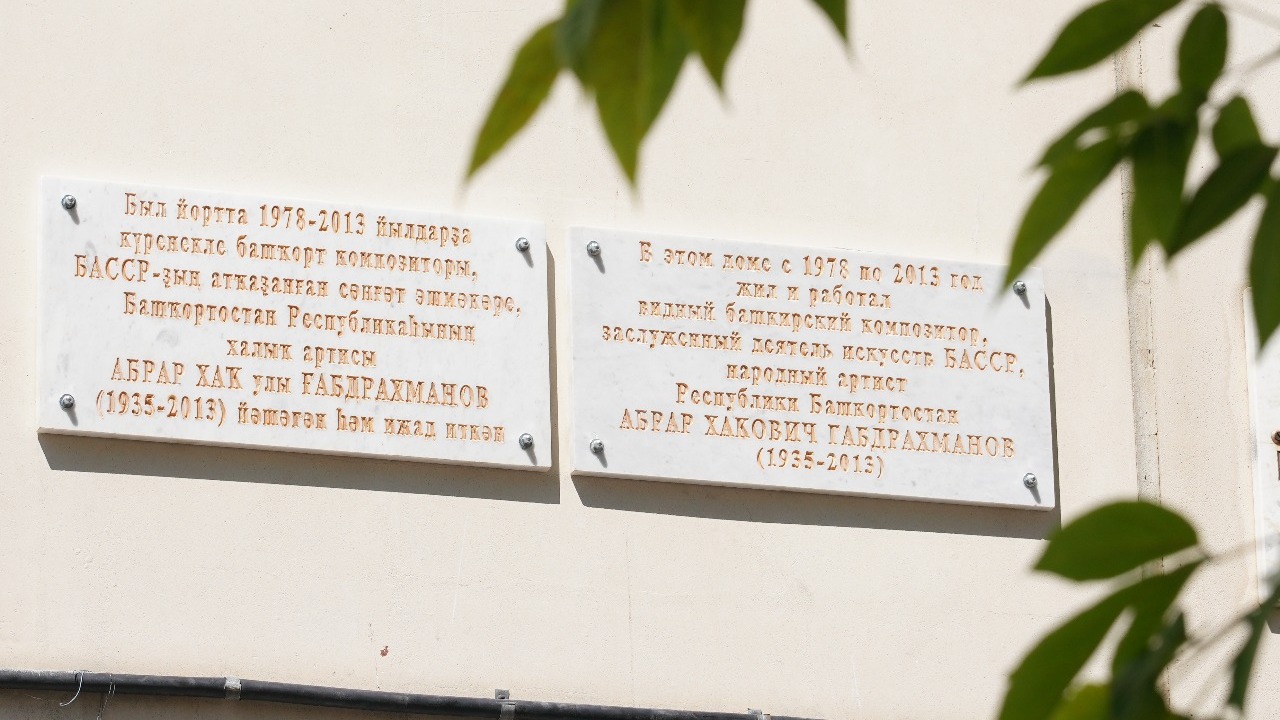 Был йортта 1978-2013 йылдарҙа
күренекле башҡорт композиторы,
БАССР-ҙың атҡаҙанған сәнғәт эшмәкәре,
Башҡортостан Республикаһының
халыҡ артисы
АБРАР ХАҠ улы ҒАБДРАХМАНОВ
(1935-2013) йәшәгән һәм ижад иткән
В этом доме с 1978 по 2013 год
жил и работал
видный башкирский композитор,
заслуженный деятель искусств БАССР,
народный артист
Республики Башкортостан
АБРАР ХАКОВИЧ ГАБДРАХМАНОВ
(1935-2013)